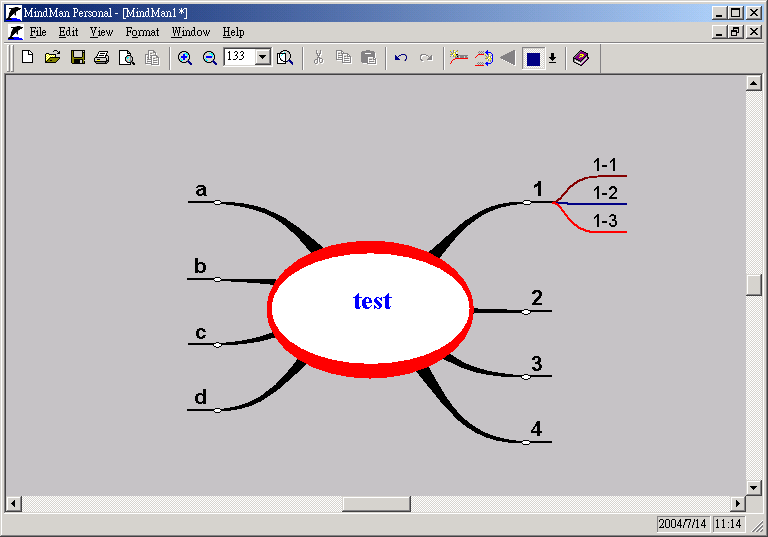 MindMan Personal - [MindMan1 *]
File Edit View Format Window Help
133
a
b
c
d
test
1
1-1
1-2
1-3
2
3
4
2004/7/14 11:14